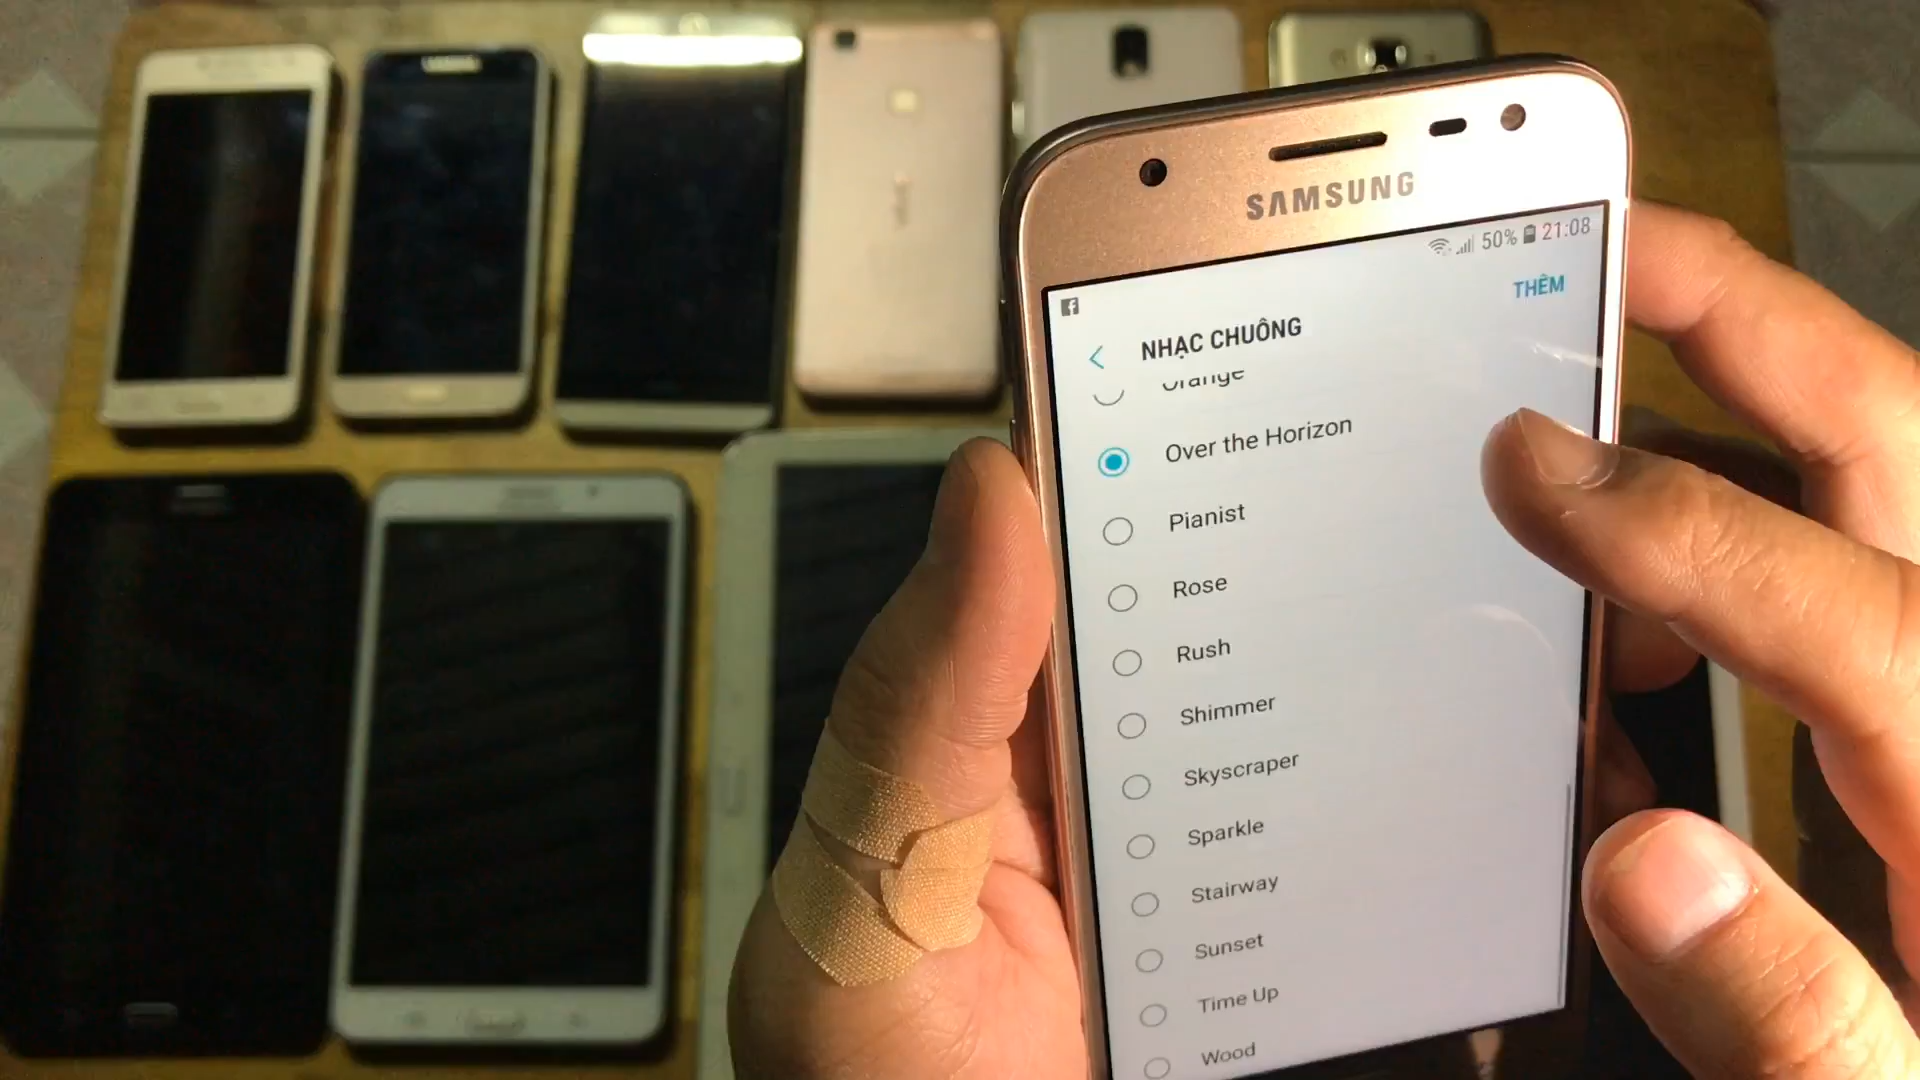 SAMSUNG
50% 21:08
THÊM
NHẠC CHUÔNG
Orange
Over the Horizon
Pianist
Rose
Rush
Shimmer
Skyscraper
Sparkle
Stairway
Sunset
Time Up
Wood